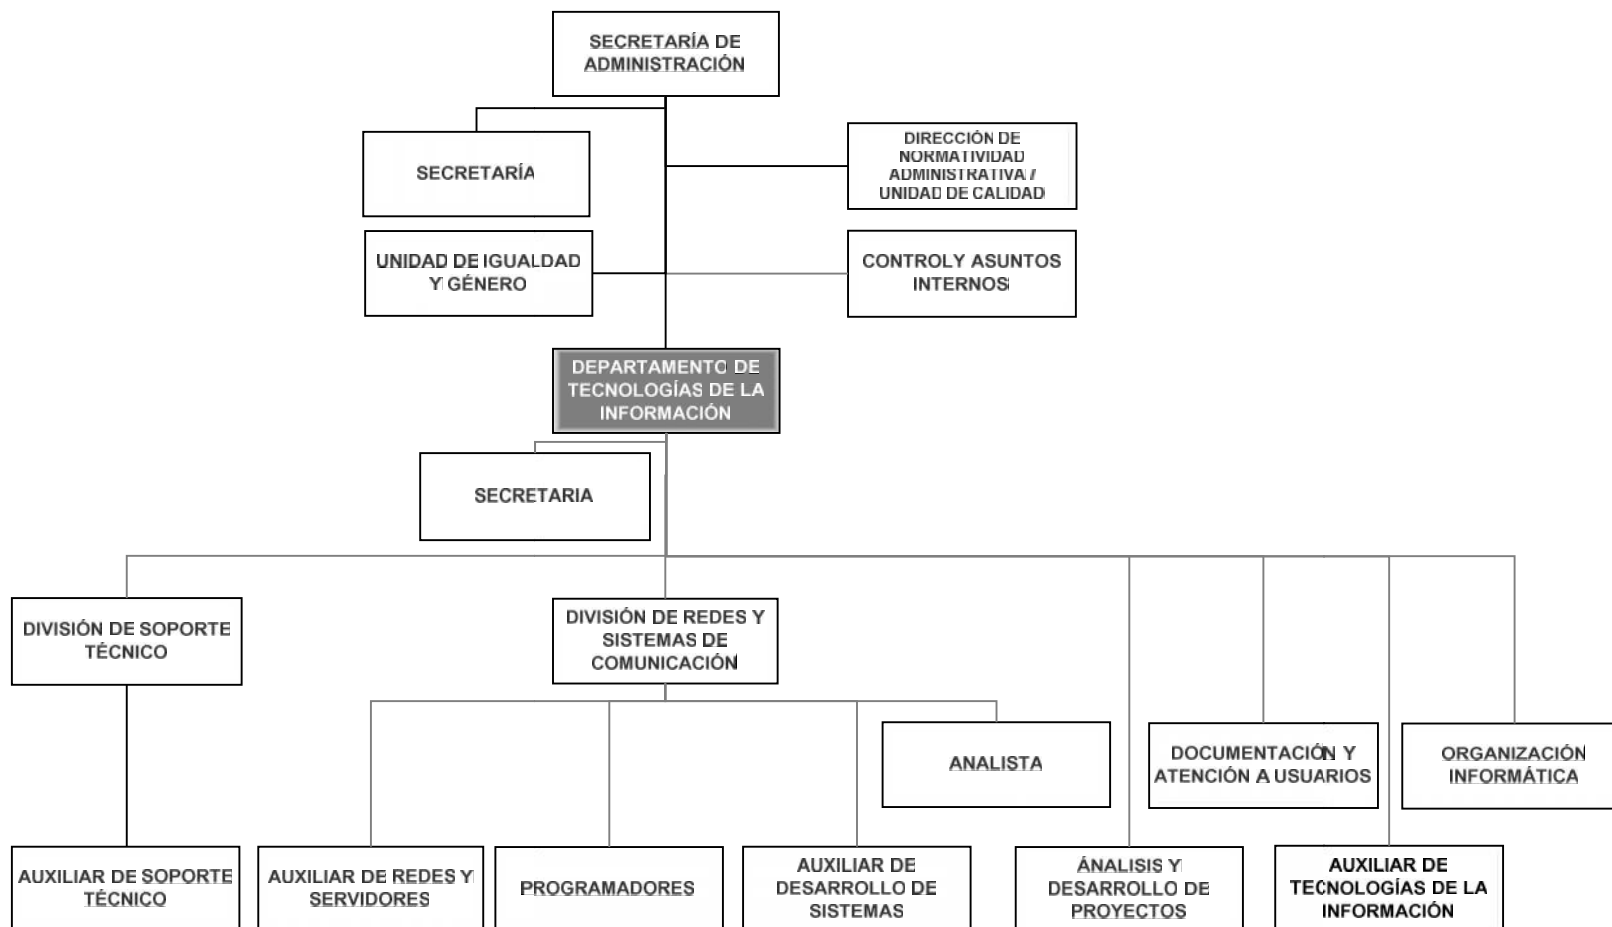 SECRETARÍA DE
ADMINISTRACIÓN
SECRETARÍA
DIRECCIÓN DE
NORMATIVIDAD
ADMINISTRATIVA /
UNIDAD DE CALIDAD
UNIDAD DE IGUALDAD
Y GÉNERO
CONTROL Y ASUNTOS
INTERNOS
DEPARTAMENTO DE
TECNOLOGÍAS DE LA
INFORMACIÓN
SECRETARIA
DIVISIÓN DE SOPORTE
TÉCNICO
DIVISIÓN DE REDES Y
SISTEMAS DE
COMUNICACIÓN
ANALISTA
DOCUMENTACIÓN Y
ATENCIÓN A USUARIOS
ORGANIZACIÓN
INFORMÁTICA
AUXILIAR DE SOPORTE
TÉCNICO
AUXILIAR DE REDES Y
SERVIDORES
PROGRAMADORES
AUXILIAR DE
DESARROLLO DE
SISTEMAS
ÁNALISIS Y
DESARROLLO DE
PROYECTOS
AUXILIAR DE
TECNOLOGÍAS DE LA
INFORMACIÓN